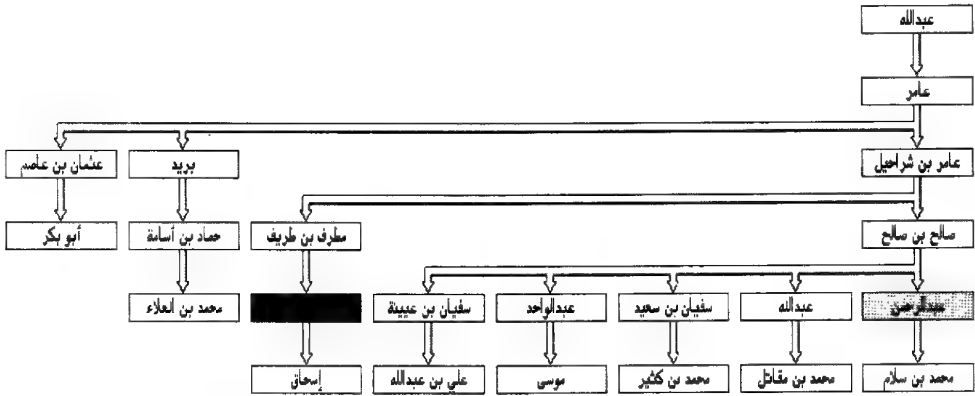 عبدالله
عامر
عامر بن شراحيل
بريد
عثمان بن عاصم
صالح بن صالح
مطرف بن طريف
حماد بن أسامة
أبو بكر
عبدالرحمن
عبدالله
سفيان بن سعيد
عبدالواحد
سفيان بن عيينة
محمد بن العلاء
محمد بن سلام
محمد بن مقاتل
محمد بن كثير
موسى
علي بن عبدالله
إسحاق